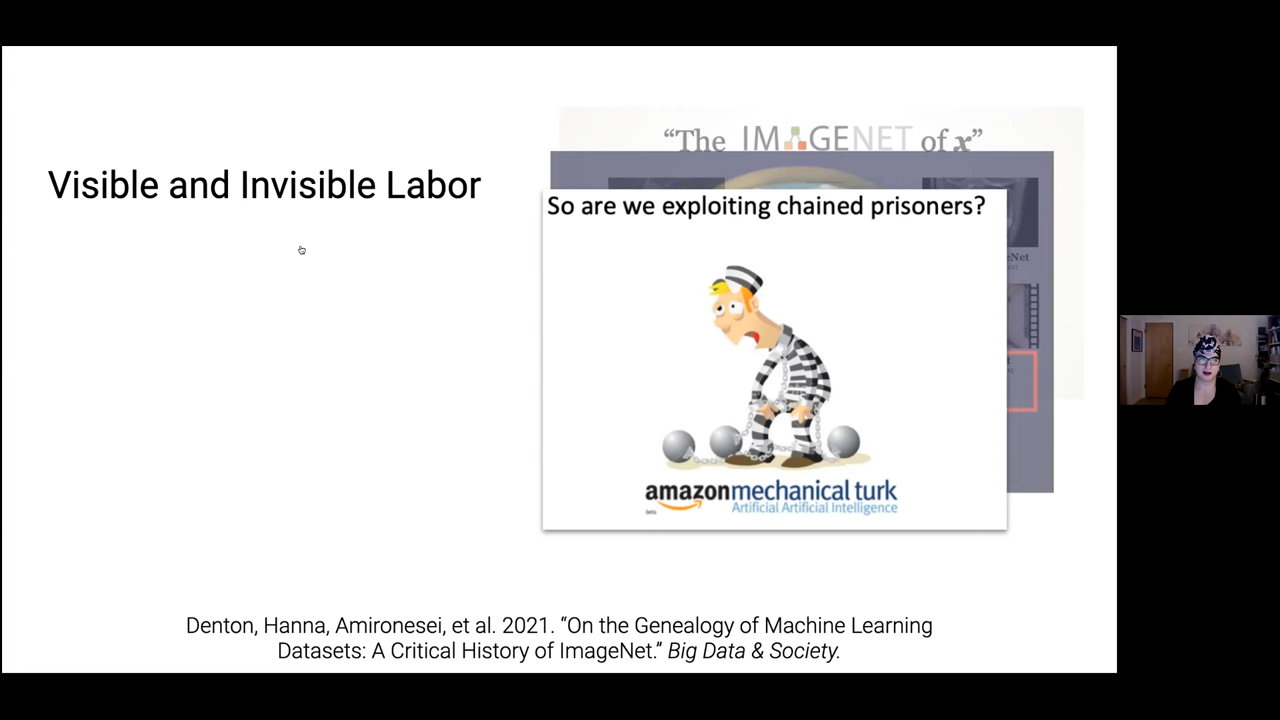 Visible and Invisible Labor
“The IMAGENET of x”
So are we exploiting chained prisoners?
amazonmechanical turk
beta
Artificial Artificial Intelligence
Denton, Hanna, Amironesei, et al. 2021. “On the Genealogy of Machine Learning
Datasets: A Critical History of ImageNet.” Big Data & Society.